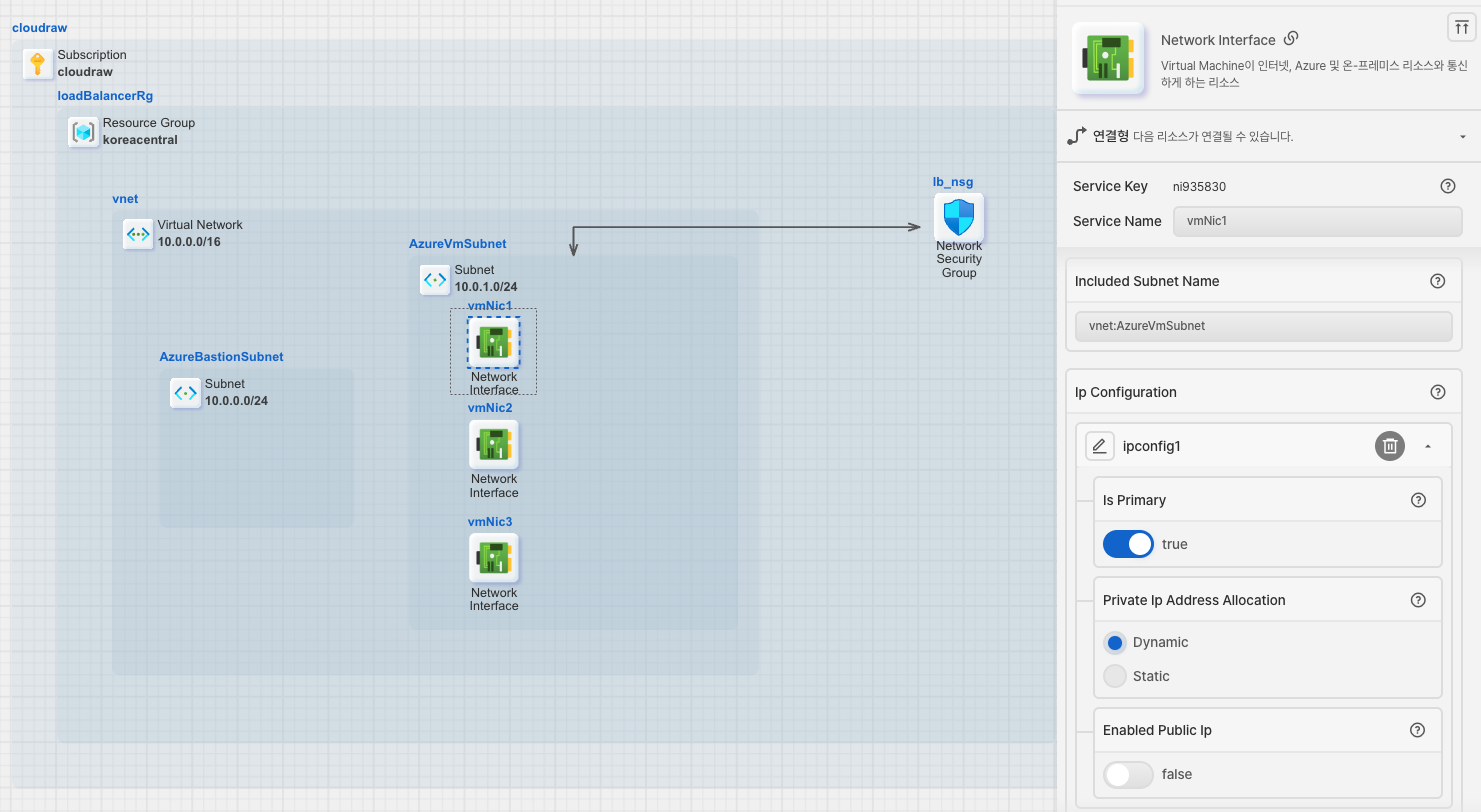 cloudraw
Subscription
cloudraw
loadBalancerRg
Resource Group
koreacentral
vnet
Virtual Network
10.0.0.0/16
AzureBastionSubnet
Subnet
10.0.0.0/24
AzureVmSubnet
Subnet
10.0.1.0/24
vmNic1
Network
Interface
vmNic2
Network
Interface
vmNic3
Network
Interface
lb_nsg
Network
Security
Group
Network Interface
Virtual Machine이 인터넷, Azure 및 온-프레미스 리소스와 통신
하게 하는 리소스
연결형 다음 리소스가 연결될 수 있습니다.
Service Key ni935830
Service Name vmNic1
Included Subnet Name
vnet:AzureVmSubnet
Ip Configuration
ipconfig1
Is Primary
true
Private Ip Address Allocation
Dynamic
Static
Enabled Public Ip
false